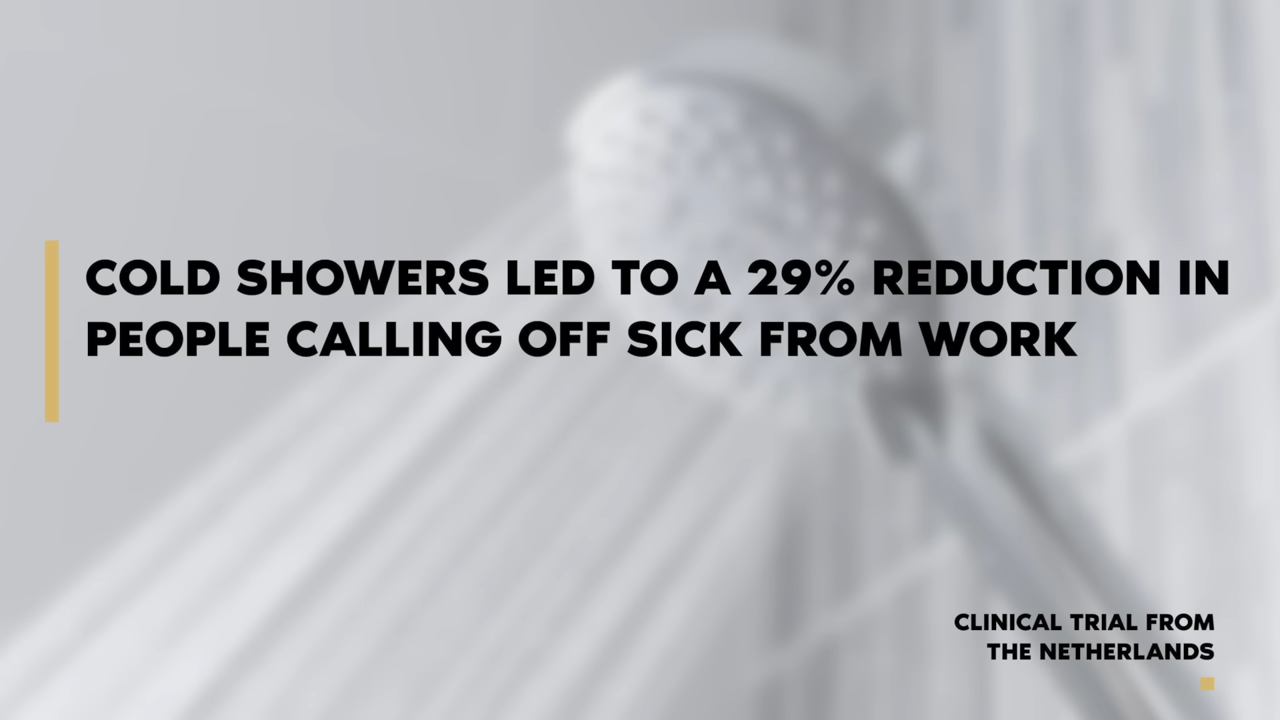 COLD SHOWERS LED TO A 29% REDUCTION IN
PEOPLE CALLING OFF SICK FROM WORK
CLINICAL TRIAL FROM
THE NETHERLANDS